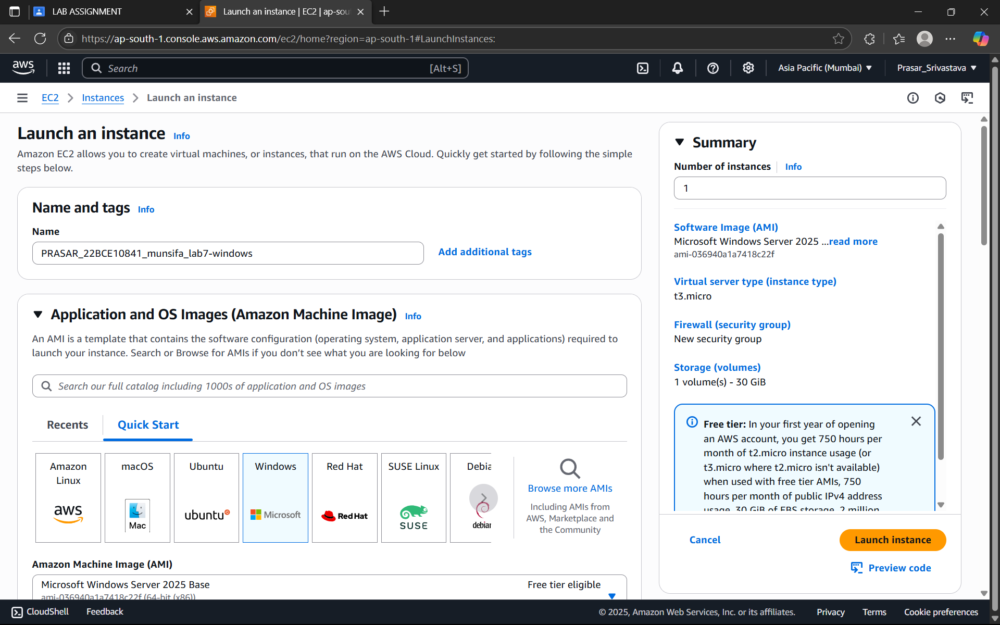 LAB ASSIGNMENT
Launch an instance | EC2 | ap-sou
https://ap-south-1.console.aws.amazon.com/ec2/home?region=ap-south-1#LaunchInstances:
aws
Search
[Alt+S]
Asia Pacific (Mumbai)
Prasar_Srivastava
EC2
Instances
Launch an instance
Launch an instance Info
Amazon EC2 allows you to create virtual machines, or instances, that run on the AWS Cloud. Quickly get started by following the simple
steps below.
Name and tags Info
Name
PRASAR_22BCE10841_munsifa_lab7-windows
Add additional tags
Application and OS Images (Amazon Machine Image) Info
An AMI is a template that contains the software configuration (operating system, application server, and applications) required to
launch your instance. Search or Browse for AMIs if you don’t see what you are looking for below
Search our full catalog including 1000s of application and OS images
Recents
Quick Start
Amazon
Linux
aws
macOS
Mac
Ubuntu
ubuntu
Windows
Microsoft
Red Hat
Red Hat
SUSE Linux
SUSE
Debia
debian
Browse more AMIs
Including AMIs from
AWS, Marketplace and
the Community
Amazon Machine Image (AMI)
Microsoft Windows Server 2025 Base
Free tier eligible
ami-036940a1a7418c22f (64-bit (x86))
Summary
Number of instances Info
1
Software Image (AMI)
Microsoft Windows Server 2025 ...read more
ami-036940a1a7418c22f
Virtual server type (instance type)
t3.micro
Firewall (security group)
New security group
Storage (volumes)
1 volume(s) - 30 GiB
Free tier: In your first year of opening
an AWS account, you get 750 hours per
month of t2.micro instance usage (or
t3.micro where t2.micro isn't available)
when used with free tier AMIs, 750
hours per month of public IPv4 address
usage, 30 GiB of EBS storage, 2 million
Cancel
Launch instance
Preview code
CloudShell
Feedback
© 2025, Amazon Web Services, Inc. or its affiliates.
Privacy
Terms
Cookie preferences